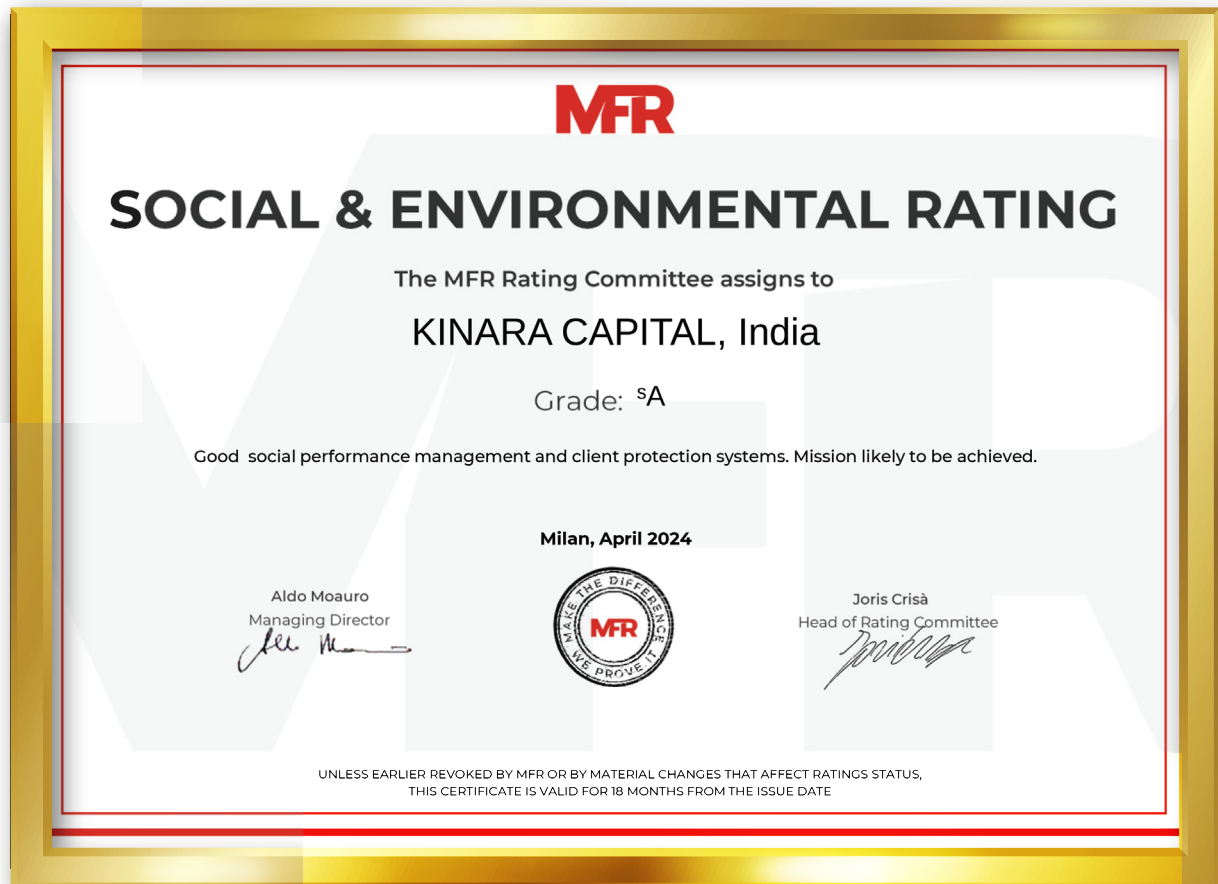 MFR
SOCIAL & ENVIRONMENTAL RATING
The MFR Rating Committee assigns to
KINARA CAPITAL, India
Grade: sA
Good  social performance management and client protection systems. Mission likely to be achieved.
Milan, April 2024
Aldo Moauro
Managing Director
MAKE THE DIFFERENCE
MFR
WE PROVE IT
Joris Crisà
Head of Rating Committee
UNLESS EARLIER REVOKED BY MFR OR BY MATERIAL CHANGES THAT AFFECT RATINGS STATUS,
THIS CERTIFICATE IS VALID FOR 18 MONTHS FROM THE ISSUE DATE